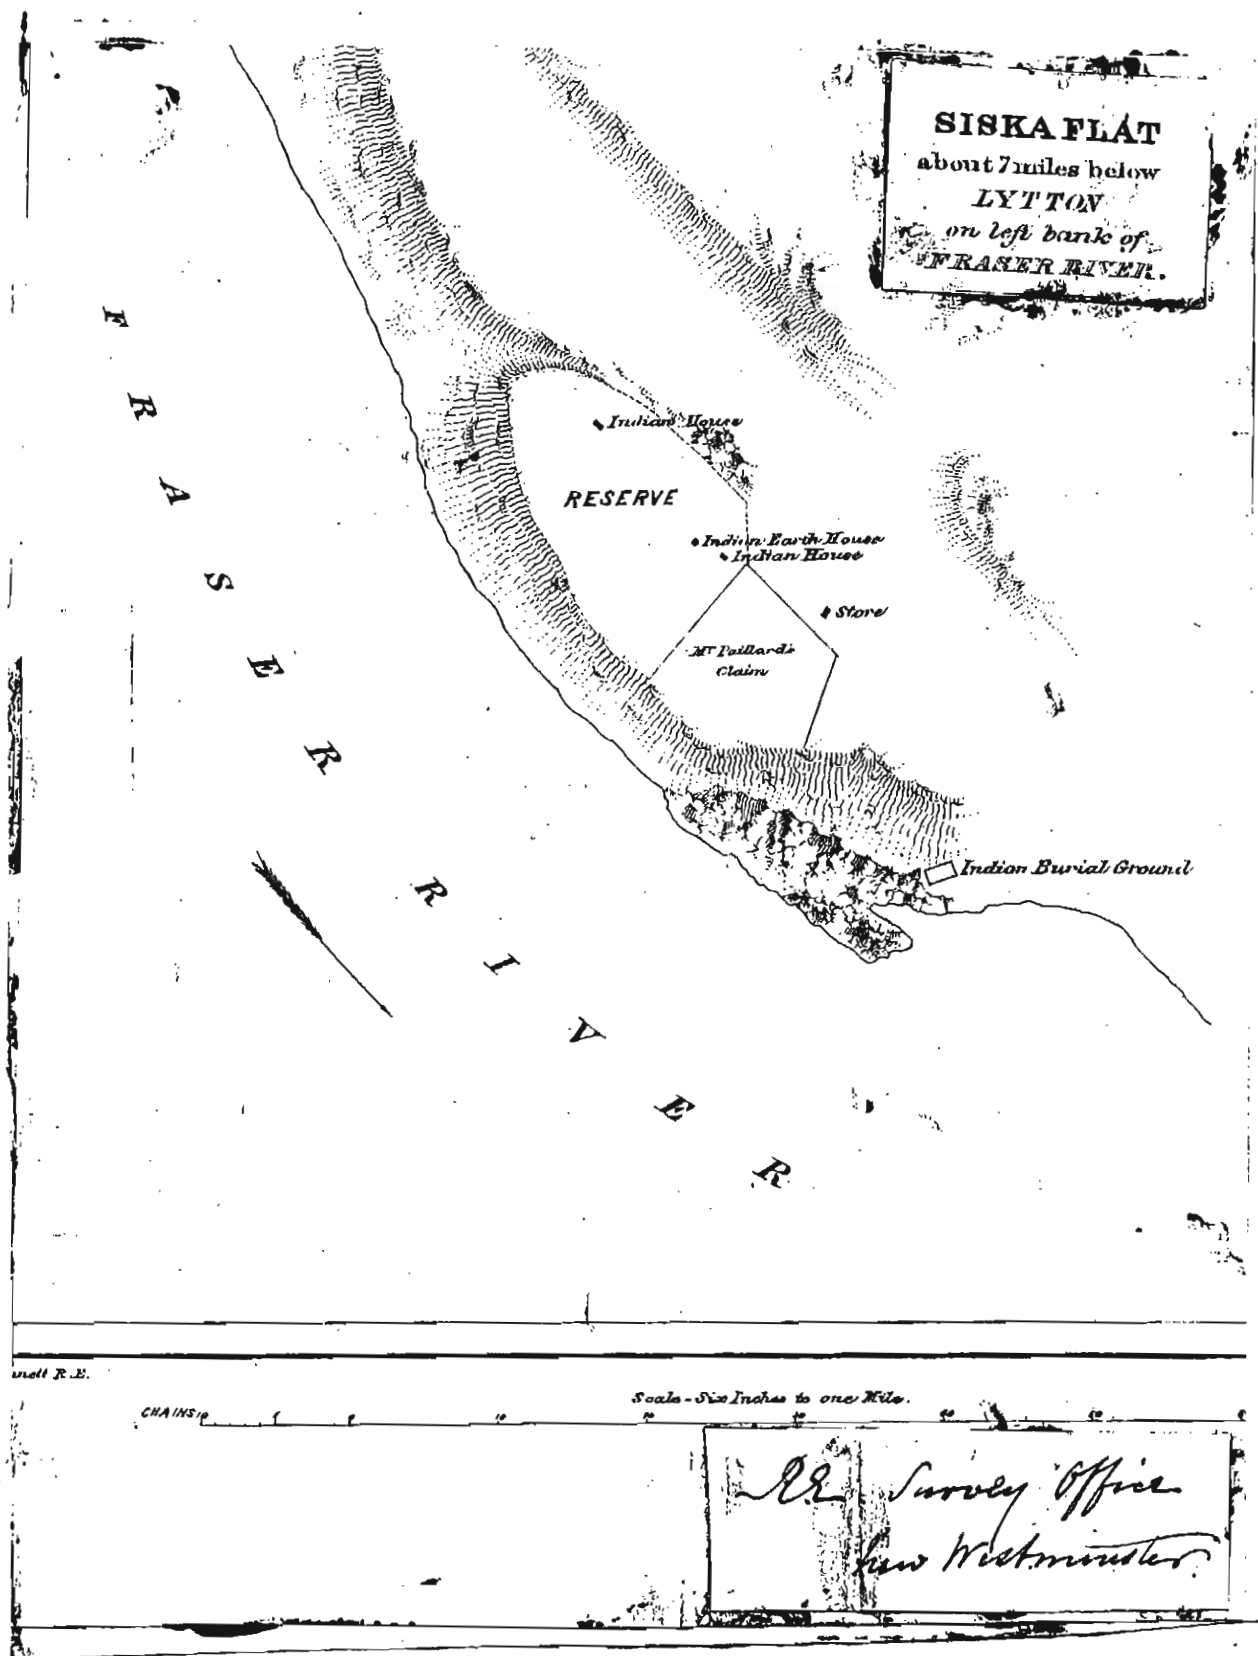 SISKA FLAT
about 7 miles below
LYTTON
on left bank of
FRASER RIVER.
FRASER RIVER
Indian House
RESERVE
Indian Earth House
Indian House
Store
Mr Paillard's
Claim
Indian Burial Ground
R.E.
Scale - Six Inches to one Mile.
CHAINS
RE Survey Office
New Westminster